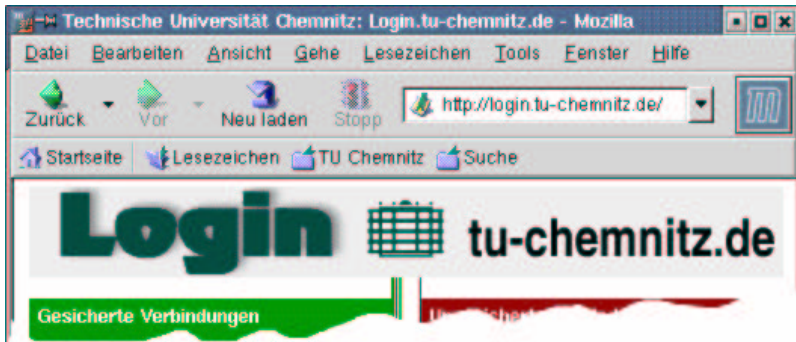 Technische Universität Chemnitz: Login.tu-chemnitz.de - Mozilla
Datei Bearbeiten Ansicht Gehe Lesezeichen Tools Fenster Hilfe
Zurück Vor Neu laden Stopp http://login.tu-chemnitz.de/ m
Startseite Lesezeichen TU Chemnitz Suche
Login tu-chemnitz.de
Gesicherte Verbindungen